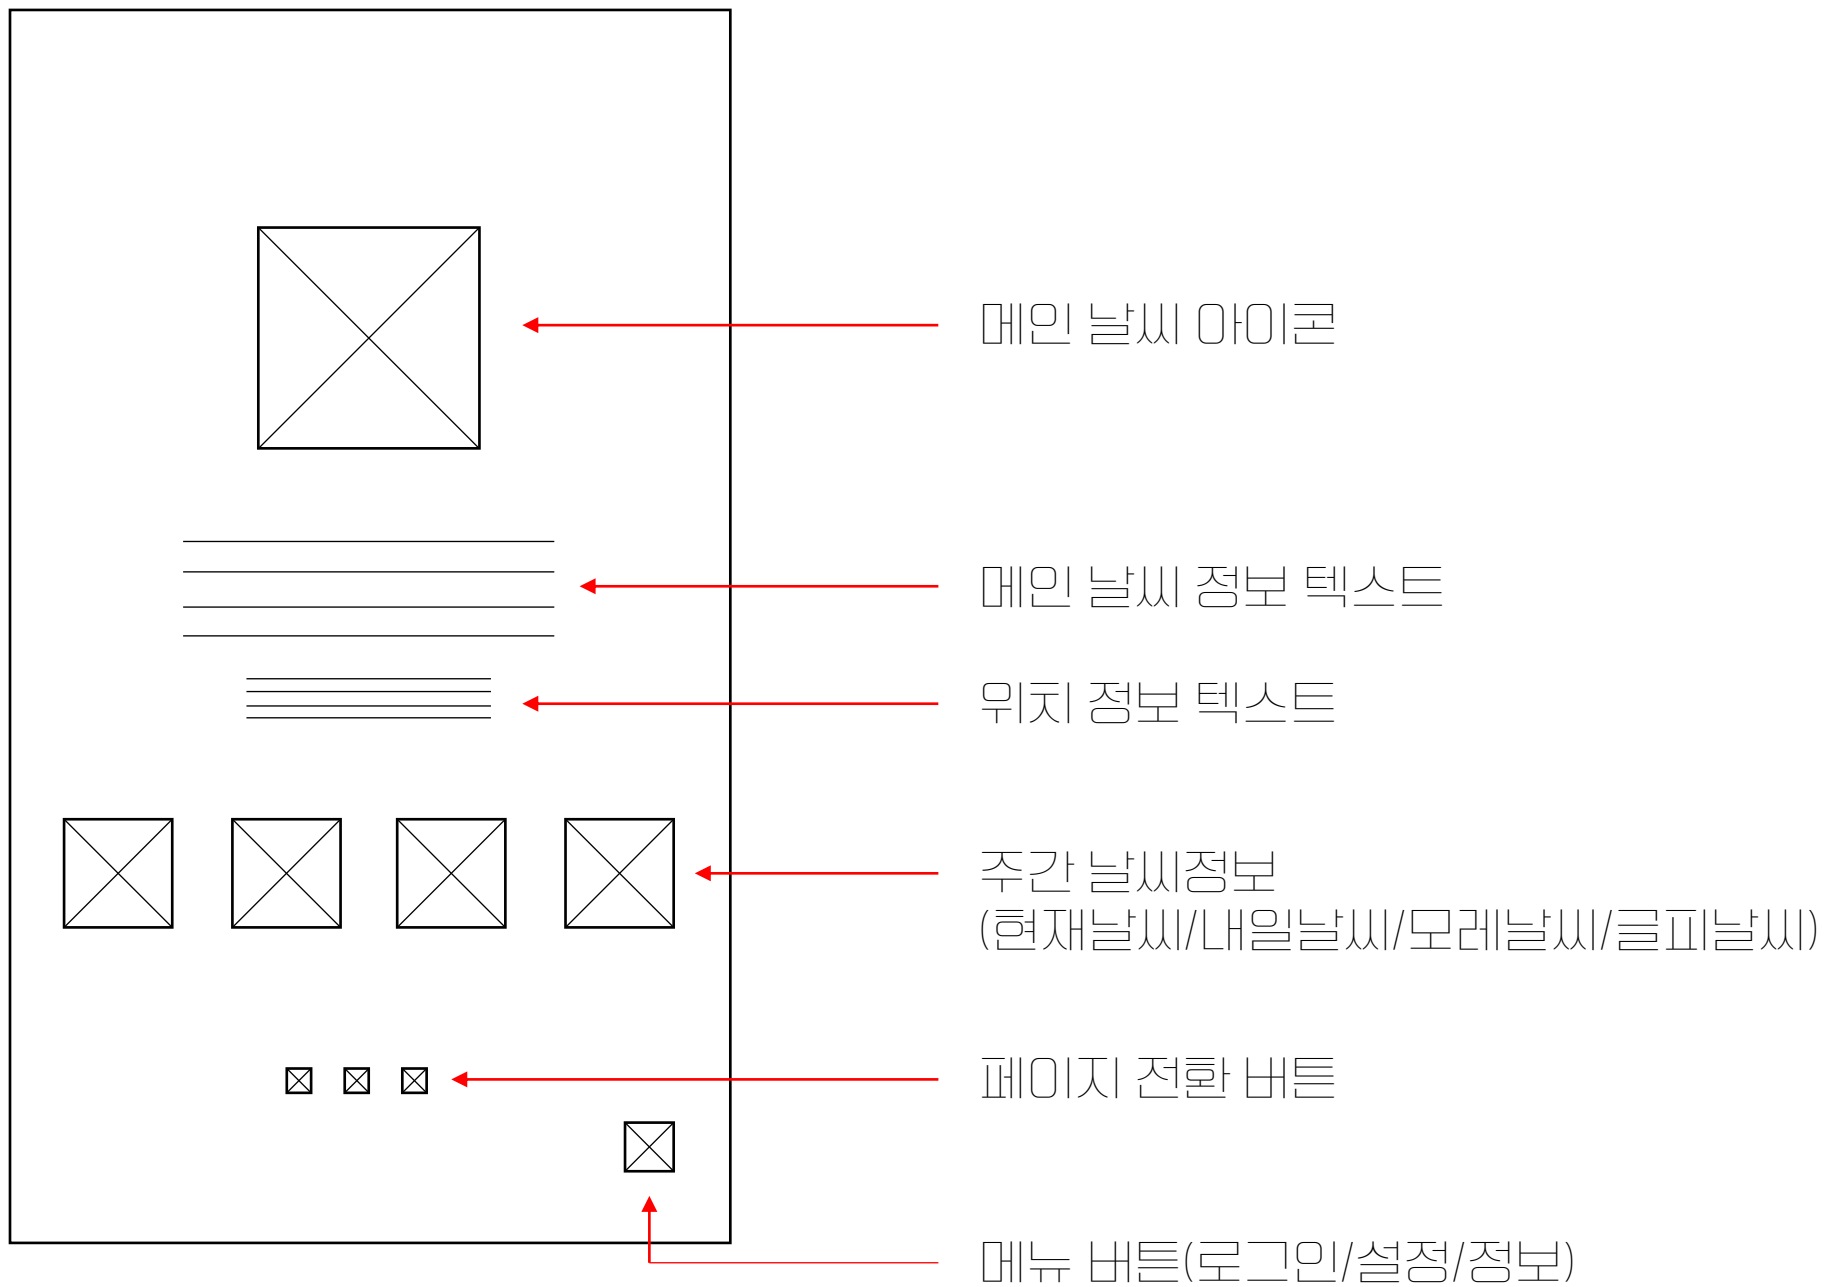 메인 날씨 아이콘
메인 날씨 정보 텍스트
위치 정보 텍스트
주간 날씨정보
(현재날씨/내일날씨/모레날씨/글피날씨)
페이지 전환 버튼
메뉴 버튼(로그인/설정/정보)